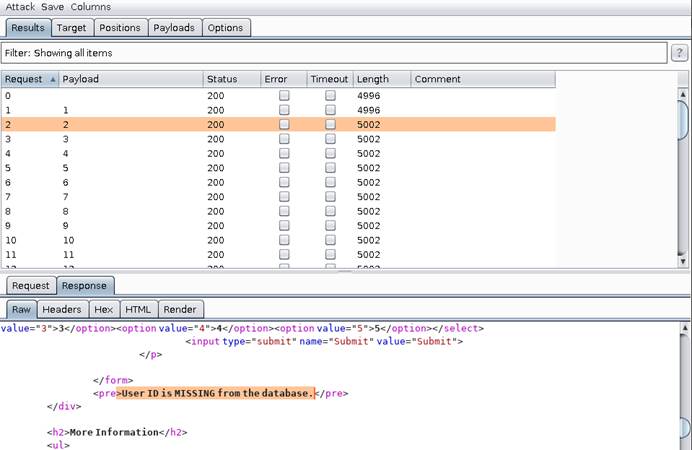 Attack Save Columns
Results Target Positions Payloads Options
Filter: Showing all items ?
Request Payload Status Error Timeout Length Comment
0 200 4996
1 1 200 4996
2 2 200 5002
3 3 200 5002
4 4 200 5002
5 5 200 5002
6 6 200 5002
7 7 200 5002
8 8 200 5002
9 9 200 5002
10 10 200 5002
11 11 200 5002
12 12 200 5002
Request Response
Raw Headers Hex HTML Render
value="3">3</option><option value="4">4</option><option value="5">5</option></select>
<input type="submit" name="Submit" value="Submit">
</p>
</form>
<pre>User ID is MISSING from the database.</pre>
</div>
<h2>More Information</h2>
<ul>